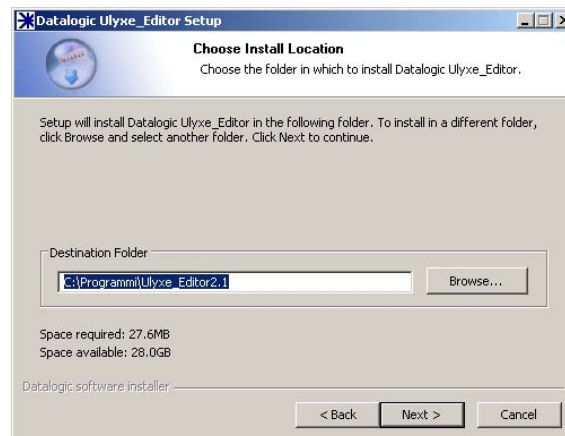 Datalogic Ulyxe_Editor Setup
Choose Install Location
Choose the folder in which to install Datalogic Ulyxe_Editor.
Setup will install Datalogic Ulyxe_Editor in the following folder. To install in a different folder,
click Browse and select another folder. Click Next to continue.
Destination Folder
C:\Programmi\Ulyxe_Editor2.1
Browse...
Space required: 27.6MB
Space available: 28.0GB
Datalogic software installer
< Back Next > Cancel